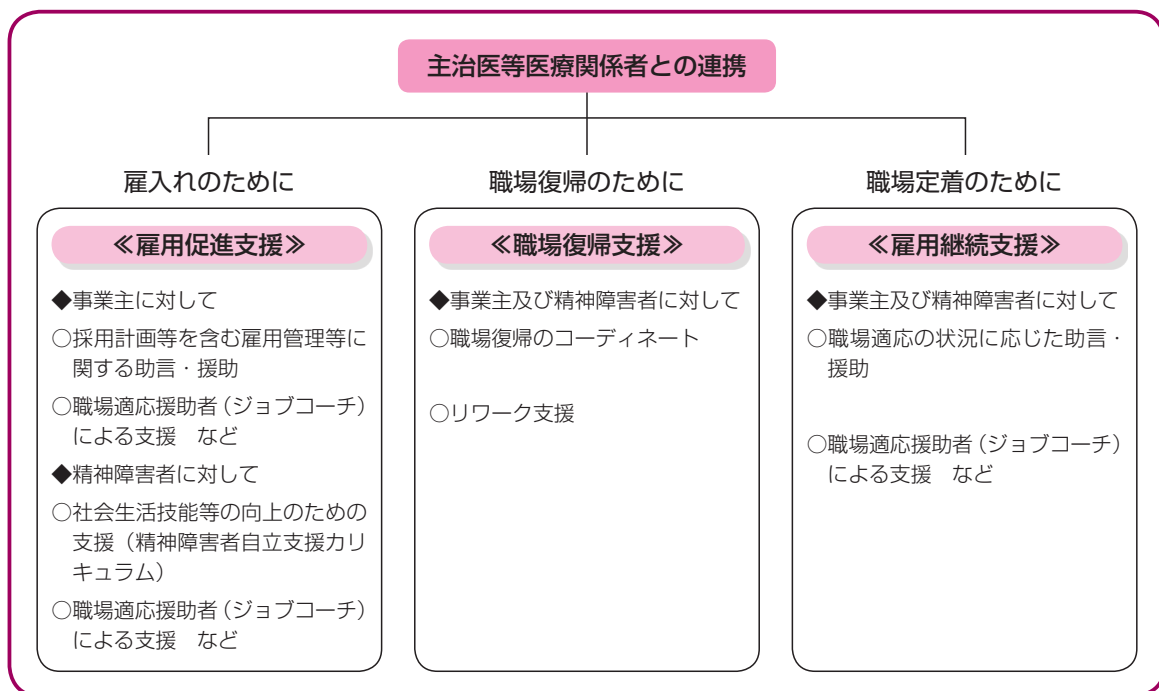 主治医等医療関係者との連携
雇入れのために
≪雇用促進支援≫
◆事業主に対して
○採用計画等を含む雇用管理等に
関する助言・援助
○職場適応援助者（ジョブコーチ）
による支援　など
◆精神障害者に対して
○社会生活技能等の向上のための
支援（精神障害者自立支援カリ
キュラム）
○職場適応援助者（ジョブコーチ）
による支援　など
職場復帰のために
≪職場復帰支援≫
◆事業主及び精神障害者に対して
○職場復帰のコーディネート
○リワーク支援
職場定着のために
≪雇用継続支援≫
◆事業主及び精神障害者に対して
○職場適応の状況に応じた助言・
援助
○職場適応援助者（ジョブコーチ）
による支援　など